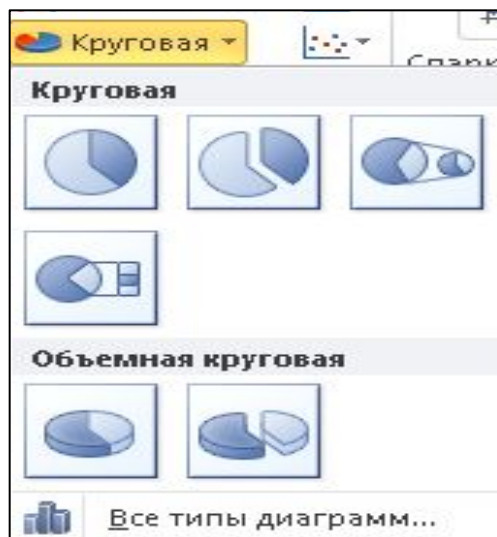 Круговая
Круговая
Объемная круговая
Все типы диаграмм...